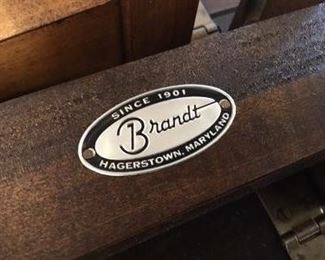 SINCE 1901
Brandt
HAGERSTOWN, MARYLAND